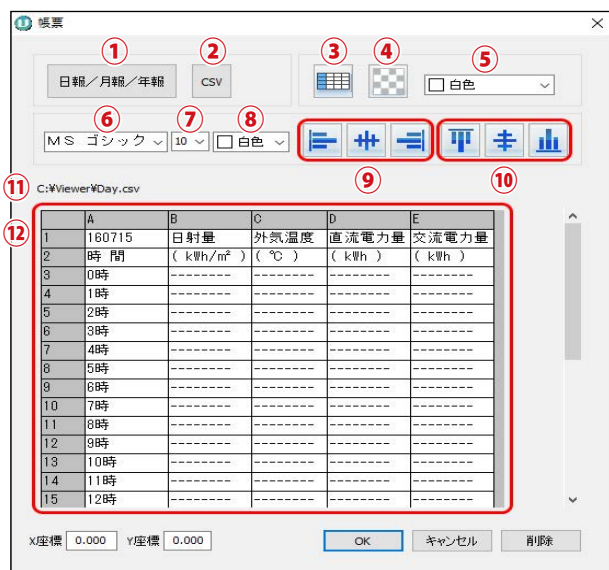 帳票
① ② ③ ④ ⑤
日報／月報／年報 CSV 白色
⑥ ⑦ ⑧
ＭＳ ゴシック 10 白色
⑨ ⑩
⑪ C:¥Viewer¥Day.csv
⑫
A B C D E
1 160715 日射量 外気温度 直流電力量 交流電力量
2 時 間 ( kWh/㎡ ) ( ℃ ) ( kWh ) ( kWh )
3 0時 -------- -------- -------- --------
4 1時 -------- -------- -------- --------
5 2時 -------- -------- -------- --------
6 3時 -------- -------- -------- --------
7 4時 -------- -------- -------- --------
8 5時 -------- -------- -------- --------
9 6時 -------- -------- -------- --------
10 7時 -------- -------- -------- --------
11 8時 -------- -------- -------- --------
12 9時 -------- -------- -------- --------
13 10時 -------- -------- -------- --------
14 11時 -------- -------- -------- --------
15 12時 -------- -------- -------- --------
X座標 0.000 Y座標 0.000 OK キャンセル 削除